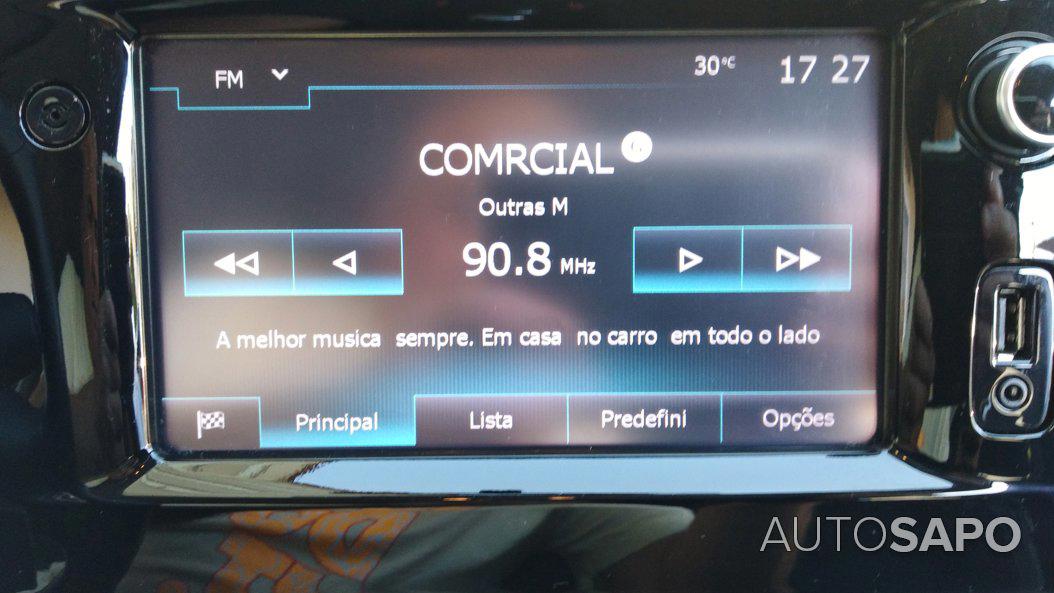 FM
30°C
17 27
COMRCIAL
Outras M
90.8 MHz
A melhor musica sempre. Em casa no carro em todo o lado
Principal
Lista
Predefini
Opções
AUTOSAPO